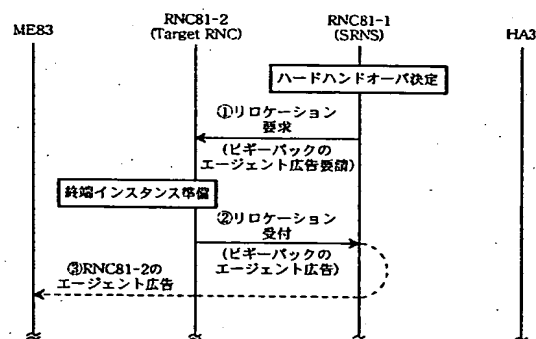 ME83
RNC81-2
(Target RNC)
RNC81-1
(SRNS)
HA3
ハードハンドオーバ決定
①リロケーション
要求
(ピギーバックの
エージェント広告要請)
終端インスタンス準備
②リロケーション
受付
(ピギーバックの
エージェント広告)
③RNC81-2の
エージェント広告